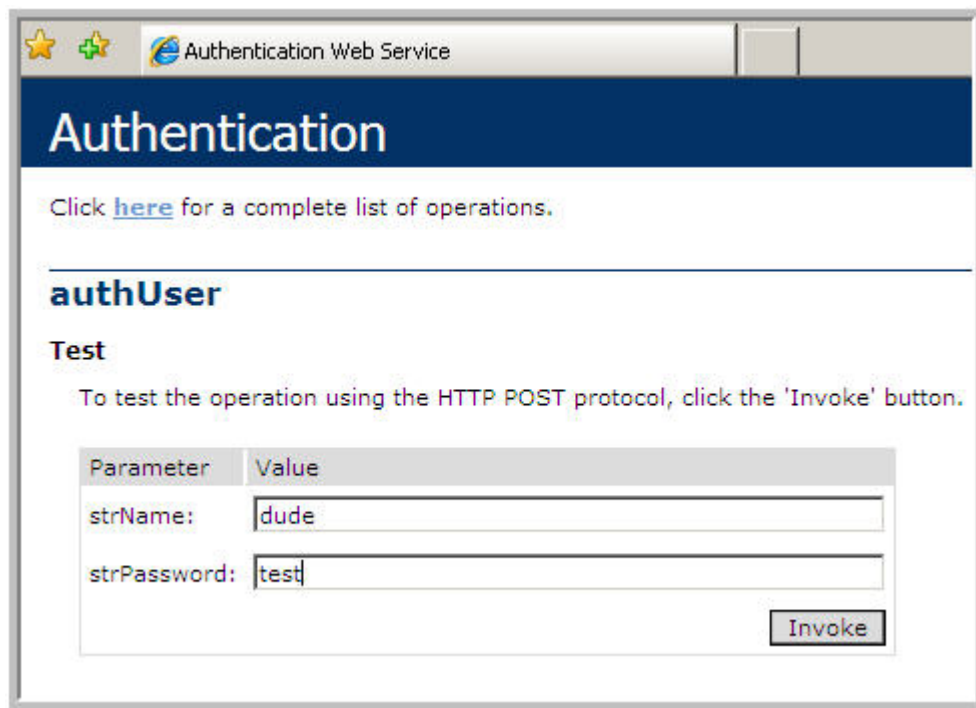 Authentication Web Service
Authentication
Click here for a complete list of operations.
authUser
Test
To test the operation using the HTTP POST protocol, click the 'Invoke' button.
Parameter Value
strName: dude
strPassword: test
Invoke